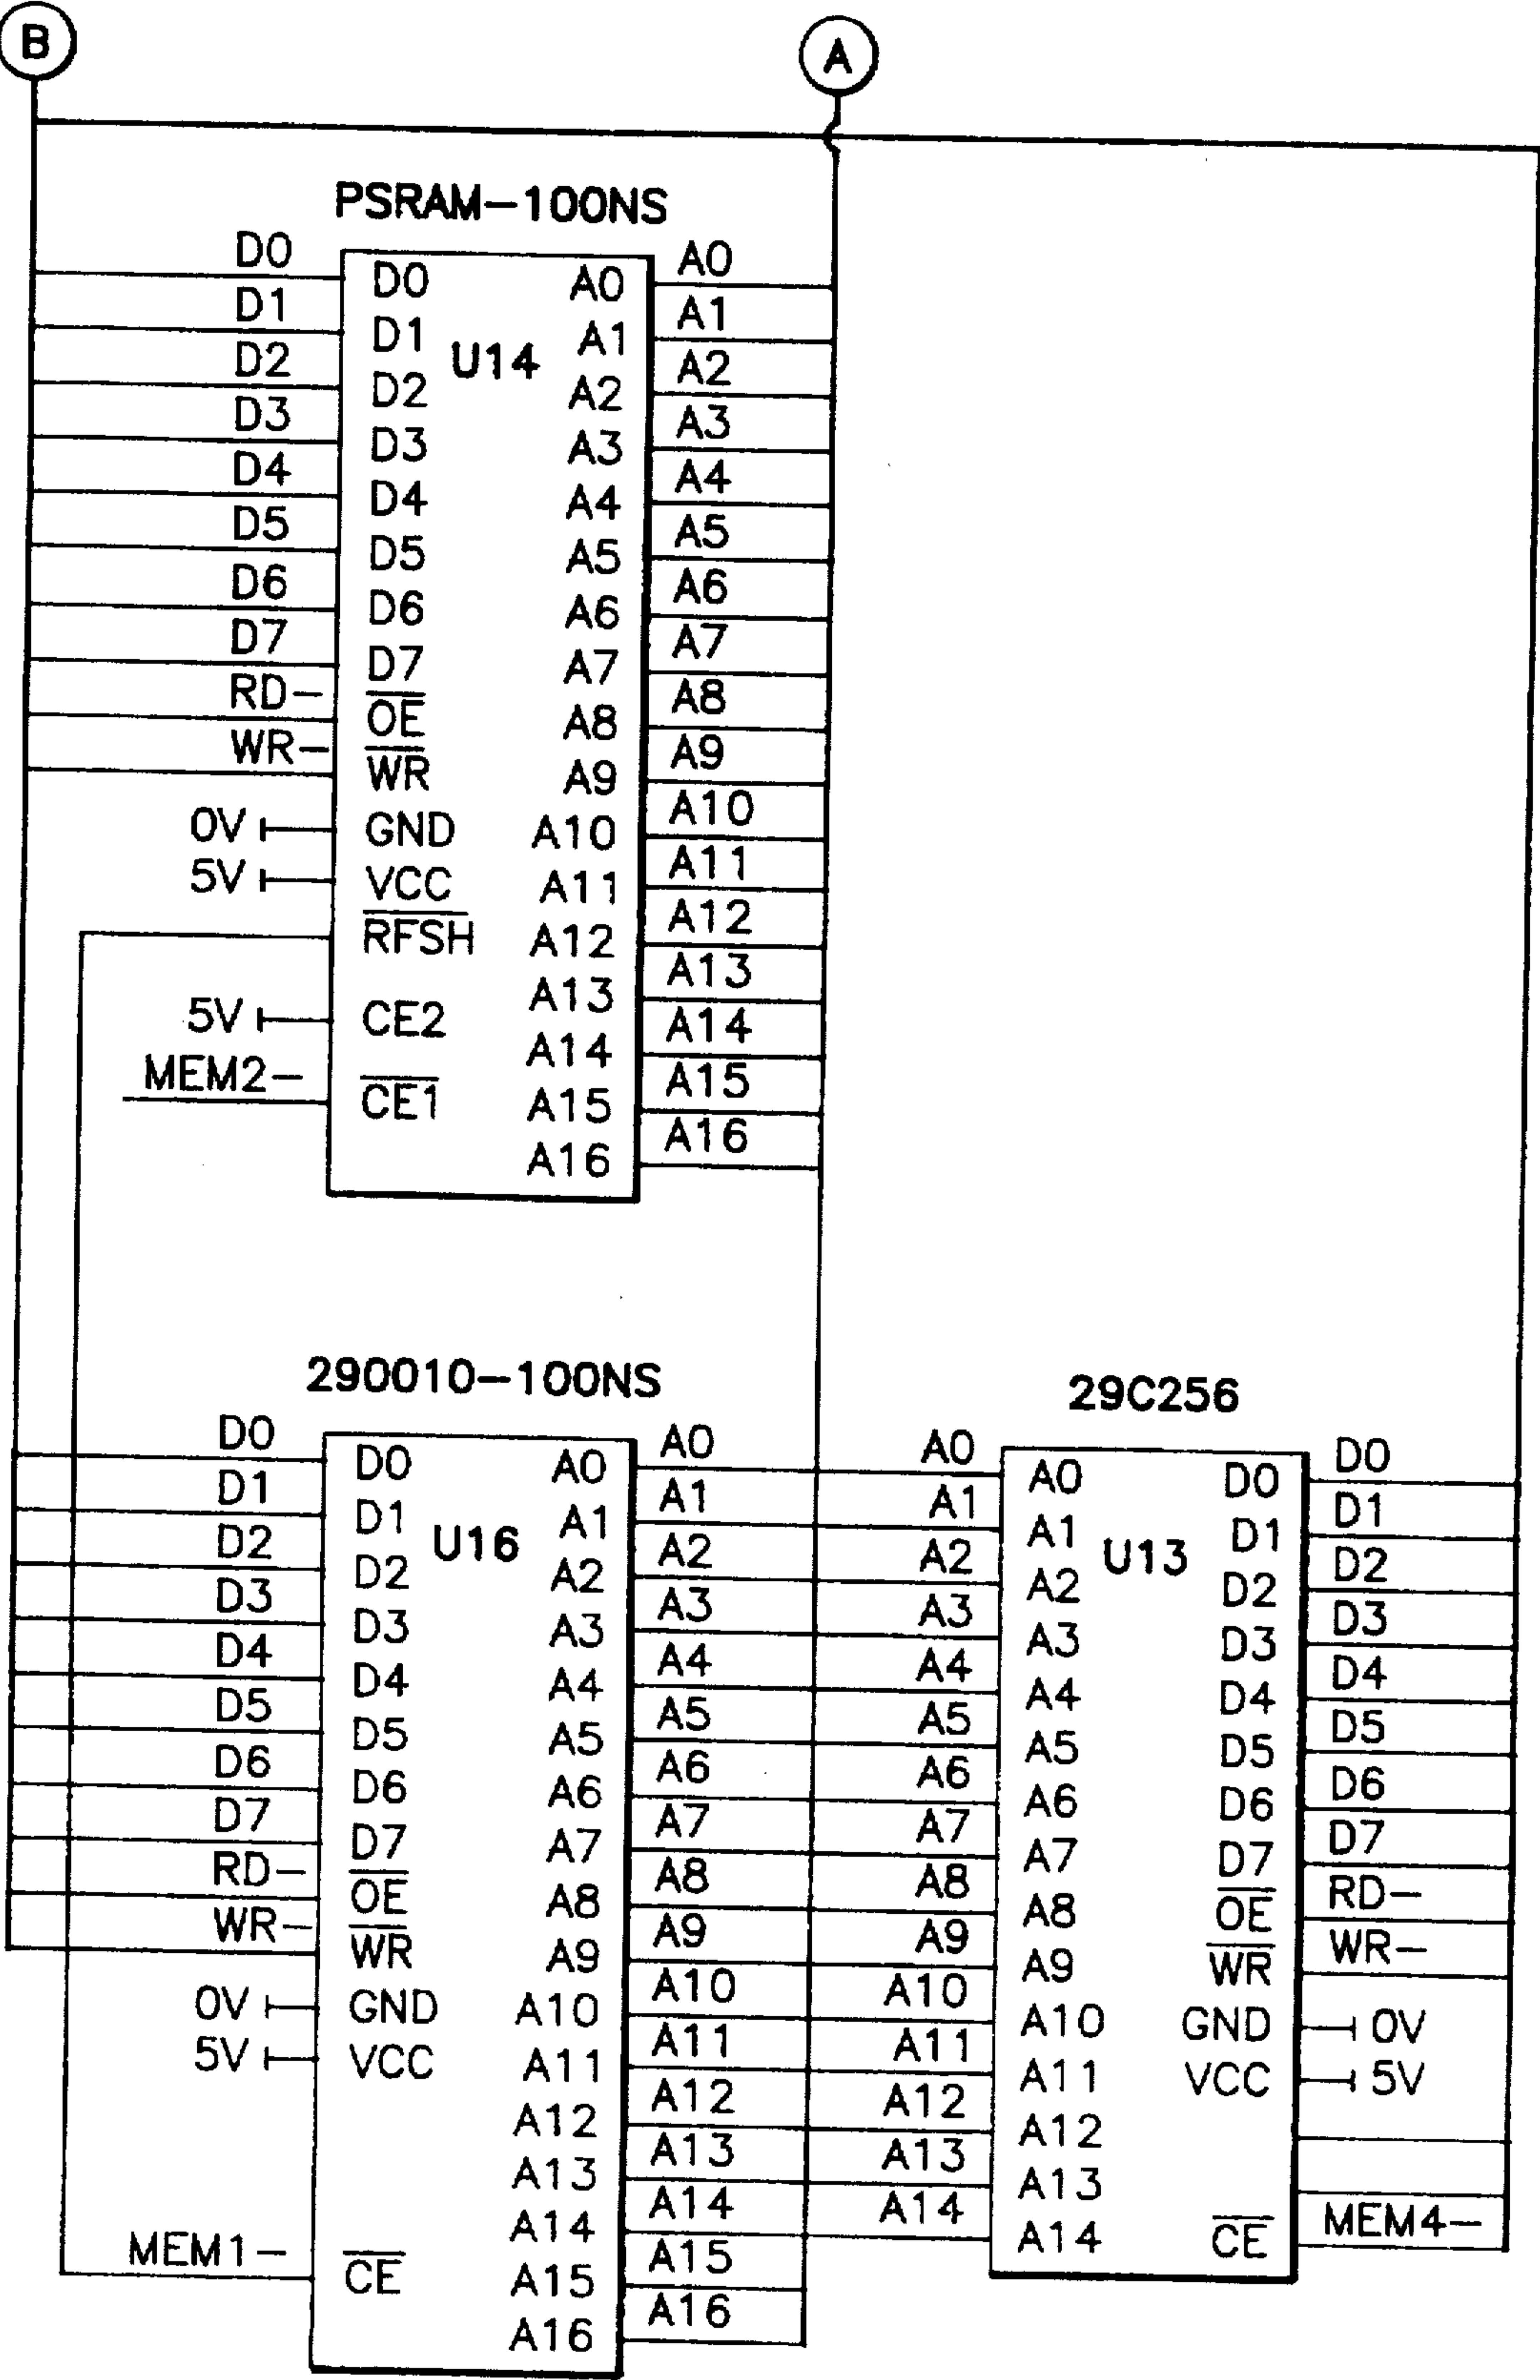 B
A
PSRAM-100NS
U14
D0 D0 A0 A0
D1 D1 A1 A1
D2 D2 A2 A2
D3 D3 A3 A3
D4 D4 A4 A4
D5 D5 A5 A5
D6 D6 A6 A6
D7 D7 A7 A7
RD- OE A8 A8
WR- WR A9 A9
0V GND A10 A10
5V VCC A11 A11
RFSH A12 A12
A13 A13
5V CE2
A14 A14
MEM2- CE1 A15 A15
A16 A16
290010-100NS
U16
D0 D0 A0 A0
D1 D1 A1 A1
D2 D2 A2 A2
D3 D3 A3 A3
D4 D4 A4 A4
D5 D5 A5 A5
D6 D6 A6 A6
D7 D7 A7 A7
RD- OE A8 A8
WR- WR A9 A9
0V GND A10 A10
5V VCC A11 A11
A12 A12
A13 A13
A14 A14
MEM1- CE A15 A15
A16 A16
29C256
U13
A0 A0 D0 D0
A1 A1 D1 D1
A2 A2 D2 D2
A3 A3 D3 D3
A4 A4 D4 D4
A5 A5 D5 D5
A6 A6 D6 D6
A7 A7 D7 D7
A8 A8 OE RD-
A9 A9 WR WR-
A10 A10 GND 0V
A11 A11 VCC 5V
A12 A12
A13 A13
A14 A14 CE MEM4-